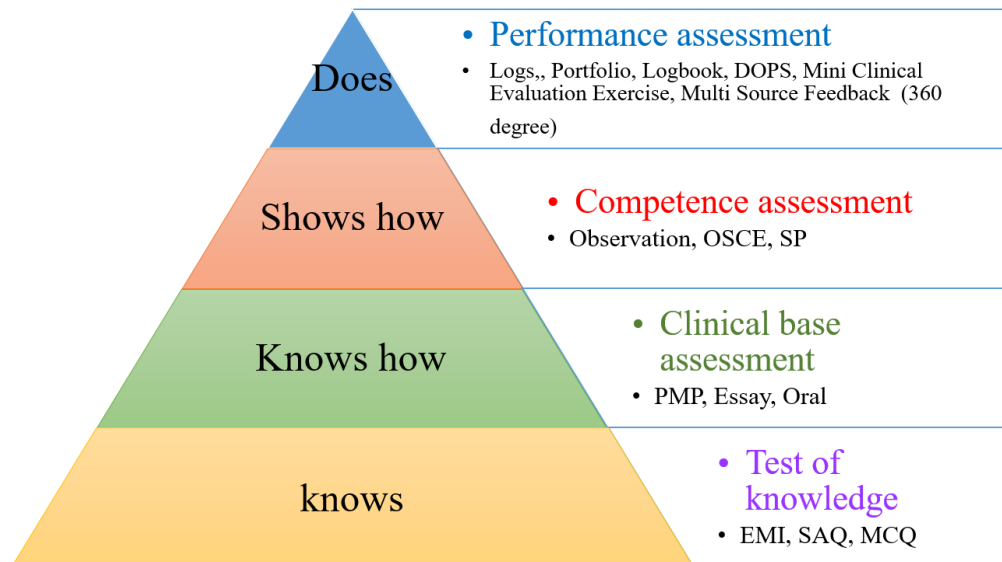 Does
• Performance assessment
• Logs,, Portfolio, Logbook, DOPS, Mini Clinical
Evaluation Exercise, Multi Source Feedback (360
degree)
Shows how
• Competence assessment
• Observation, OSCE, SP
Knows how
• Clinical base
assessment
• PMP, Essay, Oral
knows
• Test of
knowledge
• EMI, SAQ, MCQ